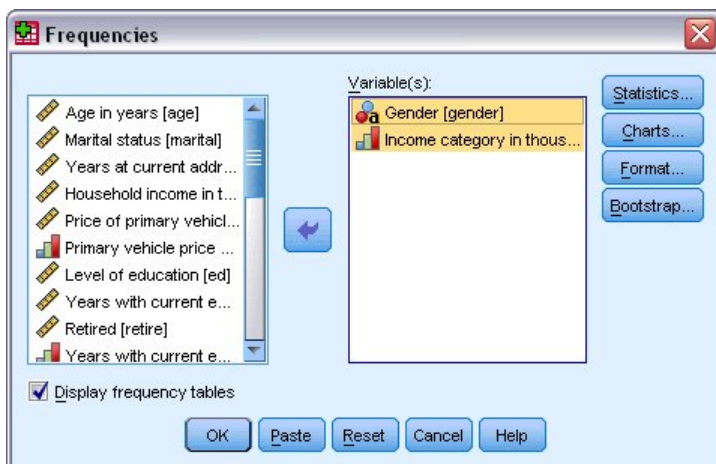 Frequencies
Age in years [age]
Marital status [marital]
Years at current addr...
Household income in t...
Price of primary vehicl...
Primary vehicle price ...
Level of education [ed]
Years with current e...
Retired [retire]
Years with current e...
Variable(s):
Gender [gender]
Income category in thous...
Statistics...
Charts...
Format...
Bootstrap...
Display frequency tables
OK
Paste
Reset
Cancel
Help